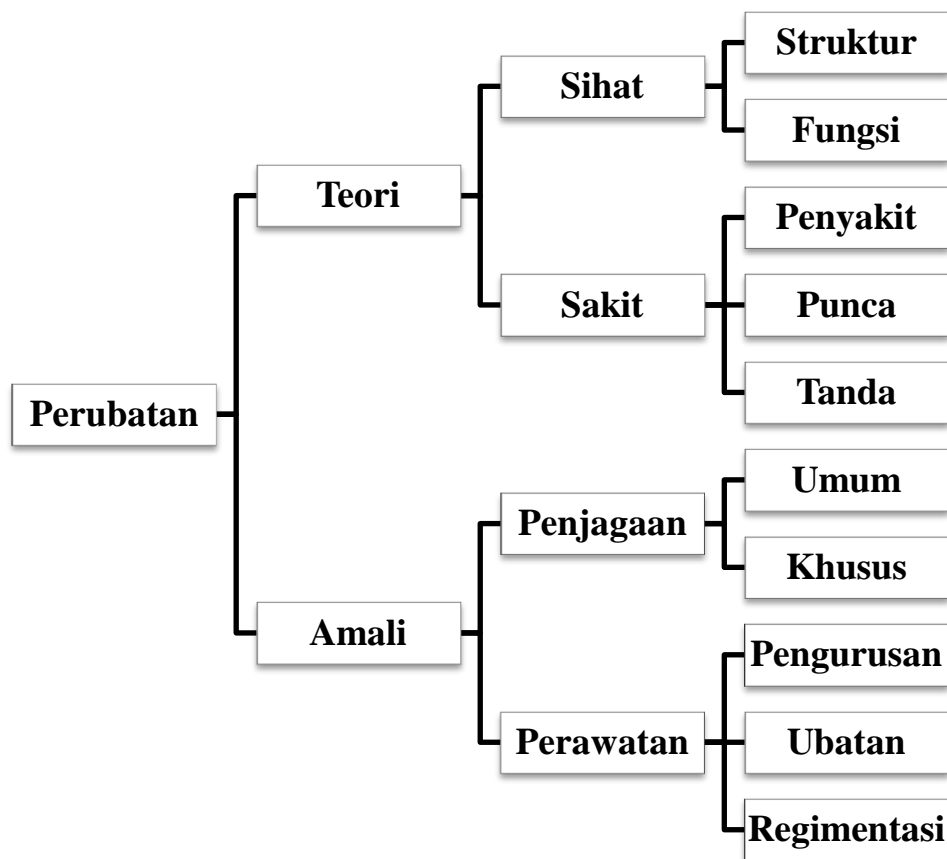 Perubatan
Teori
Sihat
Struktur
Fungsi
Sakit
Penyakit
Punca
Tanda
Amali
Penjagaan
Umum
Khusus
Perawatan
Pengurusan
Ubatan
Regimentasi